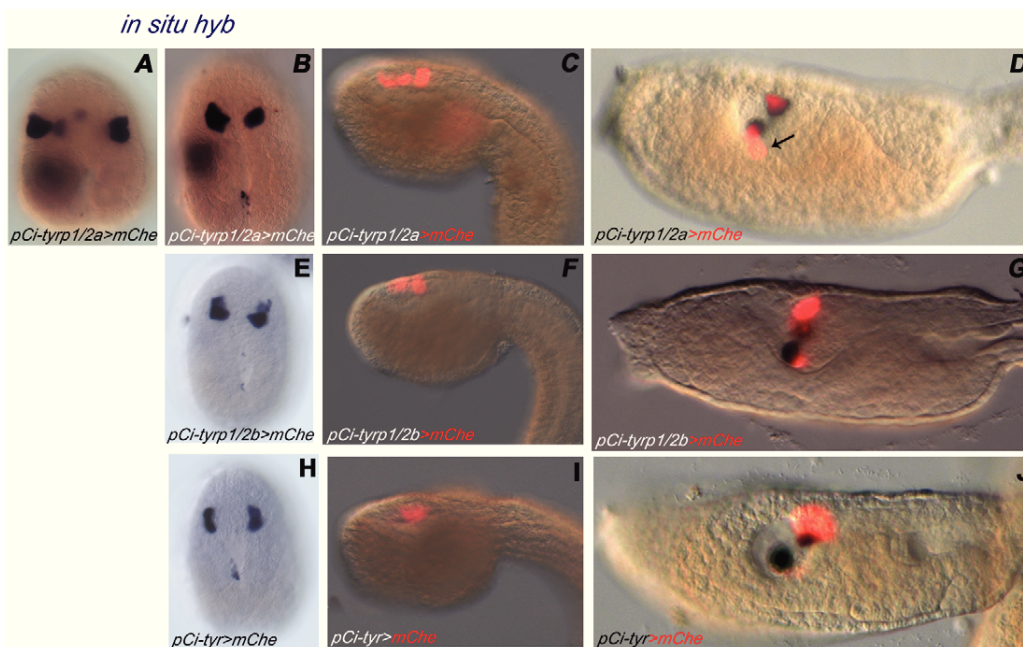 in situ hyb
A
B
C
D
pCi-tyrp1/2a>mChe
pCi-tyrp1/2a>mChe
pCi-tyrp1/2a>mChe
pCi-tyrp1/2a>mChe
E
F
G
pCi-tyrp1/2b>mChe
pCi-tyrp1/2b>mChe
pCi-tyrp1/2b>mChe
H
I
J
pCi-tyr>mChe
pCi-tyr>mChe
pCi-tyr>mChe